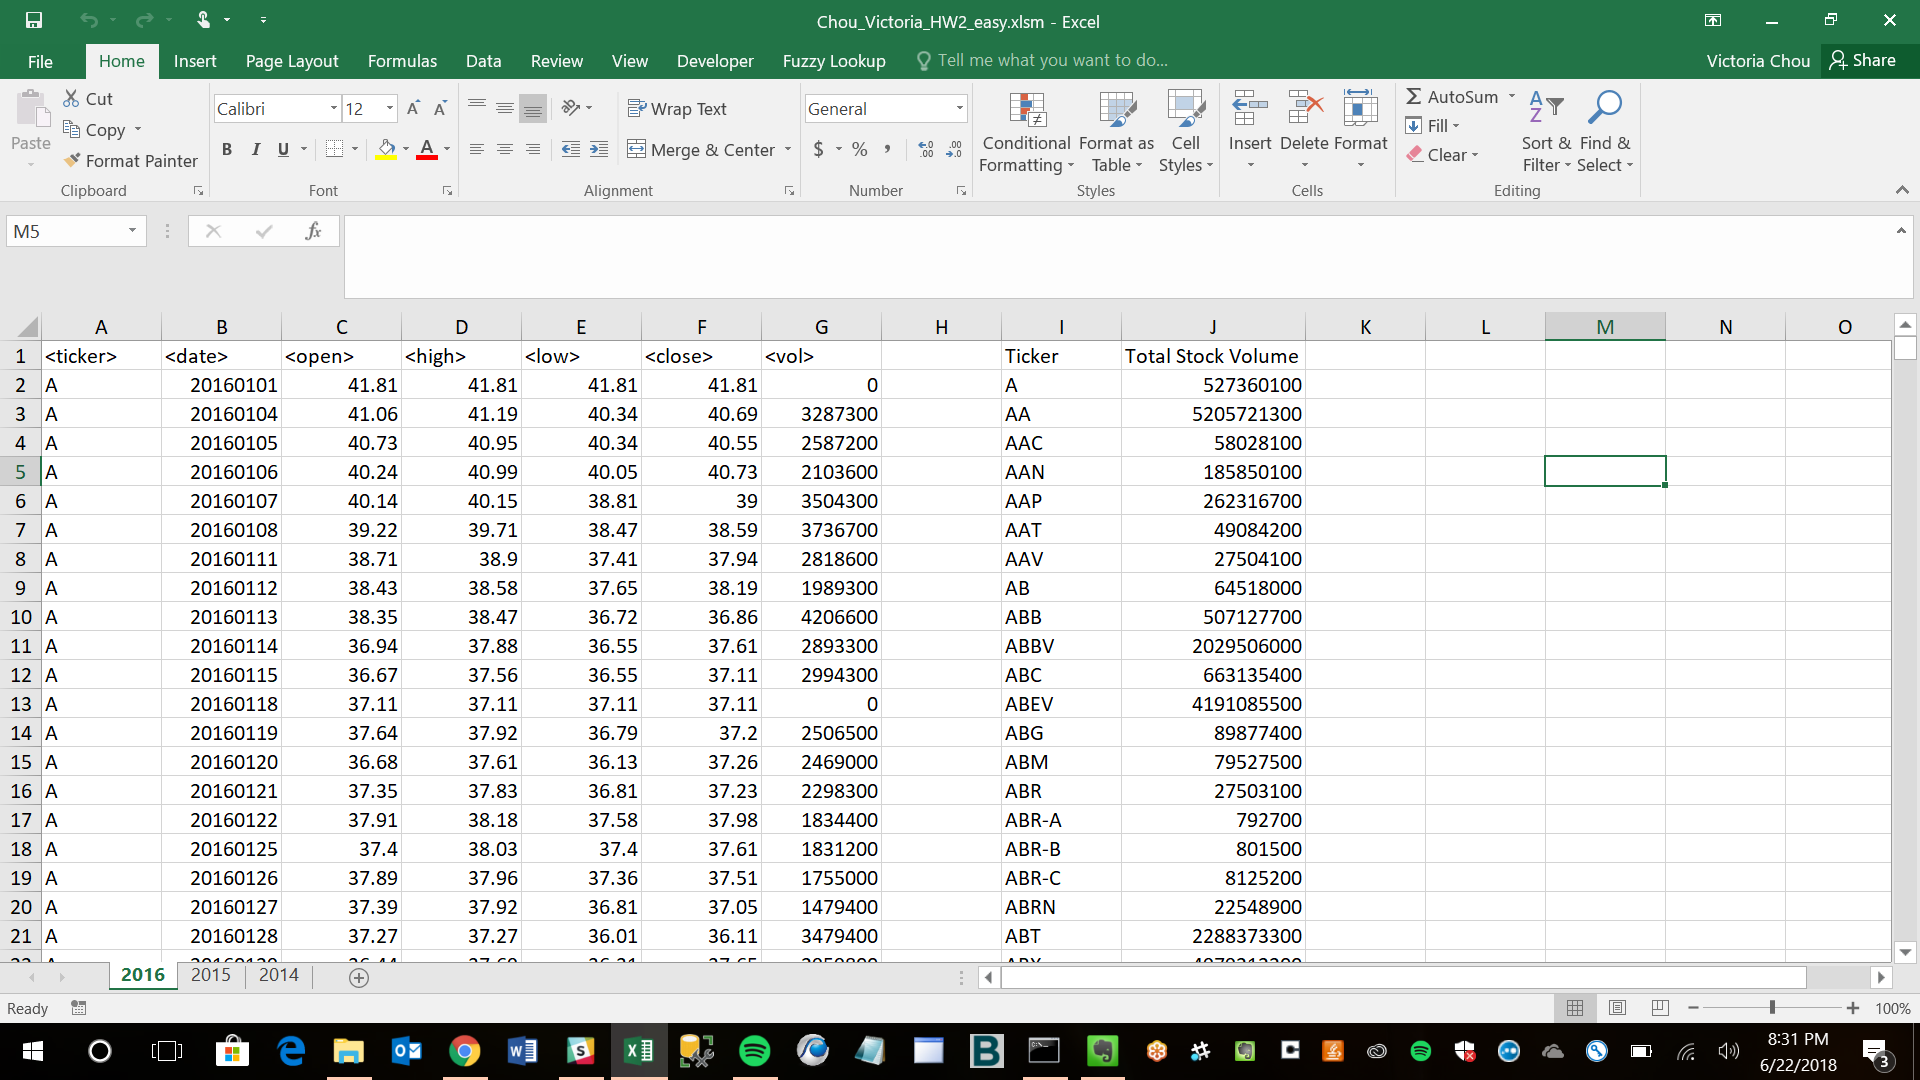 Chou_Victoria_HW2_easy.xlsm - Excel
File Home Insert Page Layout Formulas Data Review View Developer Fuzzy Lookup Tell me what you want to do... Victoria Chou Share
Paste
Cut
Copy
Format Painter
Clipboard
Calibri 12
B I U A
Font
Wrap Text
Merge & Center
Alignment
General
$ % ,
Number
Conditional Formatting
Format as Table
Cell Styles
Styles
Insert Delete Format
Cells
AutoSum
Fill
Clear
Sort & Filter
Find & Select
Editing
M5 fx
A B C D E F G H I J K L M N O
1 <ticker> <date> <open> <high> <low> <close> <vol> Ticker Total Stock Volume
2 A 20160101 41.81 41.81 41.81 41.81 0 A 527360100
3 A 20160104 41.06 41.19 40.34 40.69 3287300 AA 5205721300
4 A 20160105 40.73 40.95 40.34 40.55 2587200 AAC 58028100
5 A 20160106 40.24 40.99 40.05 40.73 2103600 AAN 185850100
6 A 20160107 40.14 40.15 38.81 39 3504300 AAP 262316700
7 A 20160108 39.22 39.71 38.47 38.59 3736700 AAT 49084200
8 A 20160111 38.71 38.9 37.41 37.94 2818600 AAV 27504100
9 A 20160112 38.43 38.58 37.65 38.19 1989300 AB 64518000
10 A 20160113 38.35 38.47 36.72 36.86 4206600 ABB 507127700
11 A 20160114 36.94 37.88 36.55 37.61 2893300 ABBV 2029506000
12 A 20160115 36.67 37.56 36.55 37.11 2994300 ABC 663135400
13 A 20160118 37.11 37.11 37.11 37.11 0 ABEV 4191085500
14 A 20160119 37.64 37.92 36.79 37.2 2506500 ABG 89877400
15 A 20160120 36.68 37.61 36.13 37.26 2469000 ABM 79527500
16 A 20160121 37.35 37.83 36.81 37.23 2298300 ABR 27503100
17 A 20160122 37.91 38.18 37.58 37.98 1834400 ABR-A 792700
18 A 20160125 37.4 38.03 37.4 37.61 1831200 ABR-B 801500
19 A 20160126 37.89 37.96 37.36 37.51 1755000 ABR-C 8125200
20 A 20160127 37.39 37.92 36.81 37.05 1479400 ABRN 22548900
21 A 20160128 37.27 37.27 36.01 36.11 3479400 ABT 2288373300
2016 2015 2014
Ready 100%
8:31 PM
6/22/2018
3